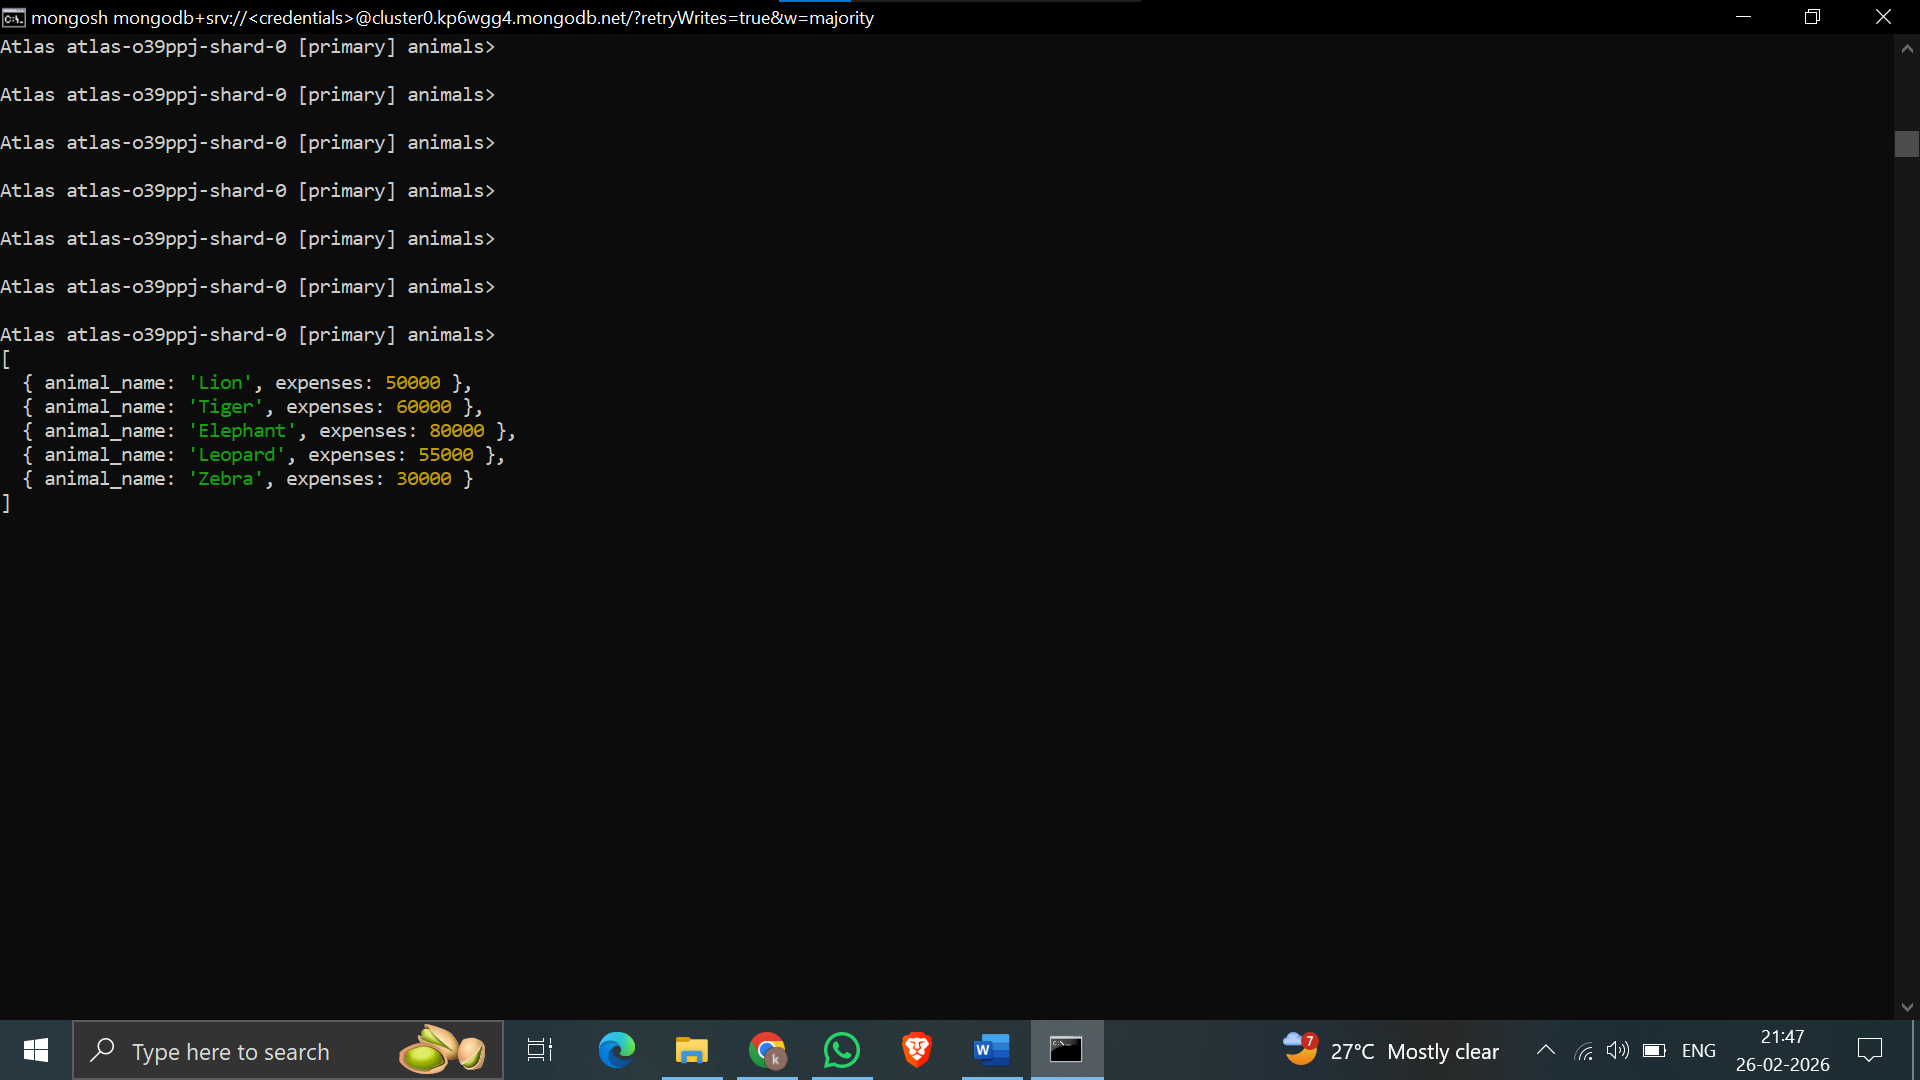 mongosh mongodb+srv://<credentials>@cluster0.kp6wgg4.mongodb.net/?retryWrites=true&w=majority
Atlas atlas-o39ppj-shard-0 [primary] animals>
Atlas atlas-o39ppj-shard-0 [primary] animals>
Atlas atlas-o39ppj-shard-0 [primary] animals>
Atlas atlas-o39ppj-shard-0 [primary] animals>
Atlas atlas-o39ppj-shard-0 [primary] animals>
Atlas atlas-o39ppj-shard-0 [primary] animals>
Atlas atlas-o39ppj-shard-0 [primary] animals>
[
  { animal_name: 'Lion', expenses: 50000 },
  { animal_name: 'Tiger', expenses: 60000 },
  { animal_name: 'Elephant', expenses: 80000 },
  { animal_name: 'Leopard', expenses: 55000 },
  { animal_name: 'Zebra', expenses: 30000 }
]
Type here to search
k
W
7
27°C Mostly clear
ENG
21:47
26-02-2026